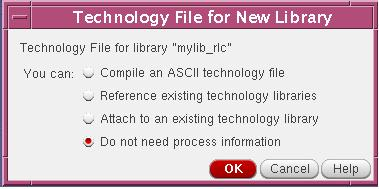 Technology File for New Library
Technology File for library "mylib_rlc"
You can: Compile an ASCII technology file
Reference existing technology libraries
Attach to an existing technology library
Do not need process information
OK Cancel Help